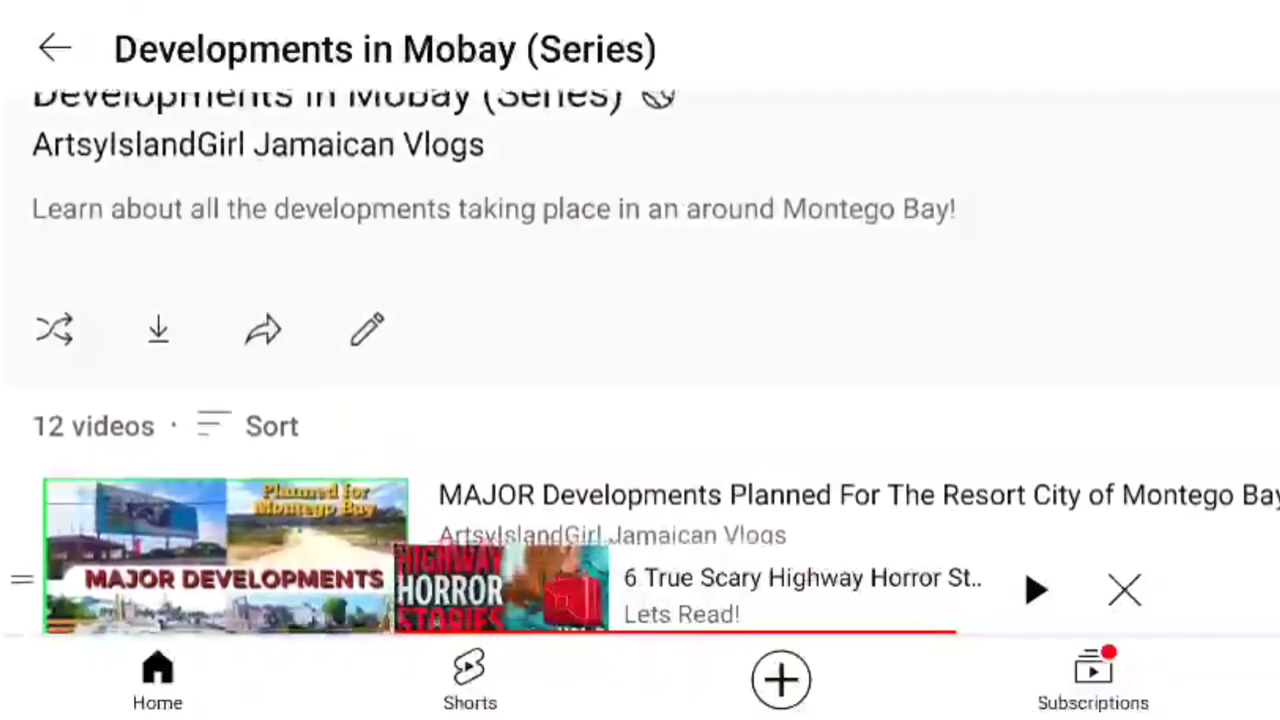 Developments in Mobay (Series)
Developments in Mobay (Series)
ArtsyIslandGirl Jamaican Vlogs
Learn about all the developments taking place in an around Montego Bay!
12 videos · Sort
Planned for
Montego Bay
MAJOR DEVELOPMENTS
MAJOR Developments Planned For The Resort City of Montego Bay
ArtsyIslandGirl Jamaican Vlogs
HIGHWAY
HORROR
STORIES
6 True Scary Highway Horror St..
Lets Read!
Home
Shorts
Subscriptions